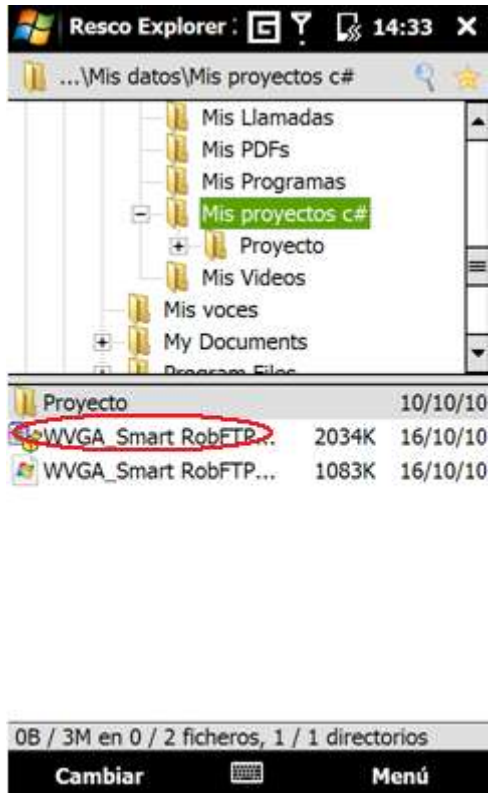 Resco Explorer 14:33
...\Mis datos\Mis proyectos c#
Mis Llamadas
Mis PDFs
Mis Programas
Mis proyectos c#
Proyecto
Mis Videos
Mis voces
My Documents
Program Files
Proyecto 10/10/10
WVGA_Smart RobFTP... 2034K 16/10/10
WVGA_Smart RobFTP... 1083K 16/10/10
0B / 3M en 0 / 2 ficheros, 1 / 1 directorios
Cambiar Menú